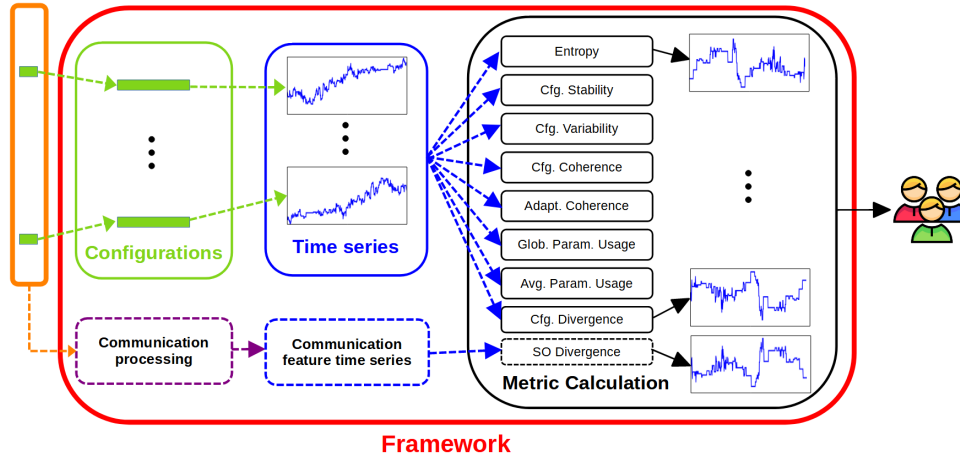 Entropy
Cfg. Stability
Cfg. Variability
Cfg. Coherence
Adapt. Coherence
Glob. Param. Usage
Avg. Param. Usage
Cfg. Divergence
SO Divergence
Metric Calculation
Configurations
Time series
Communication
processing
Communication
feature time series
Framework